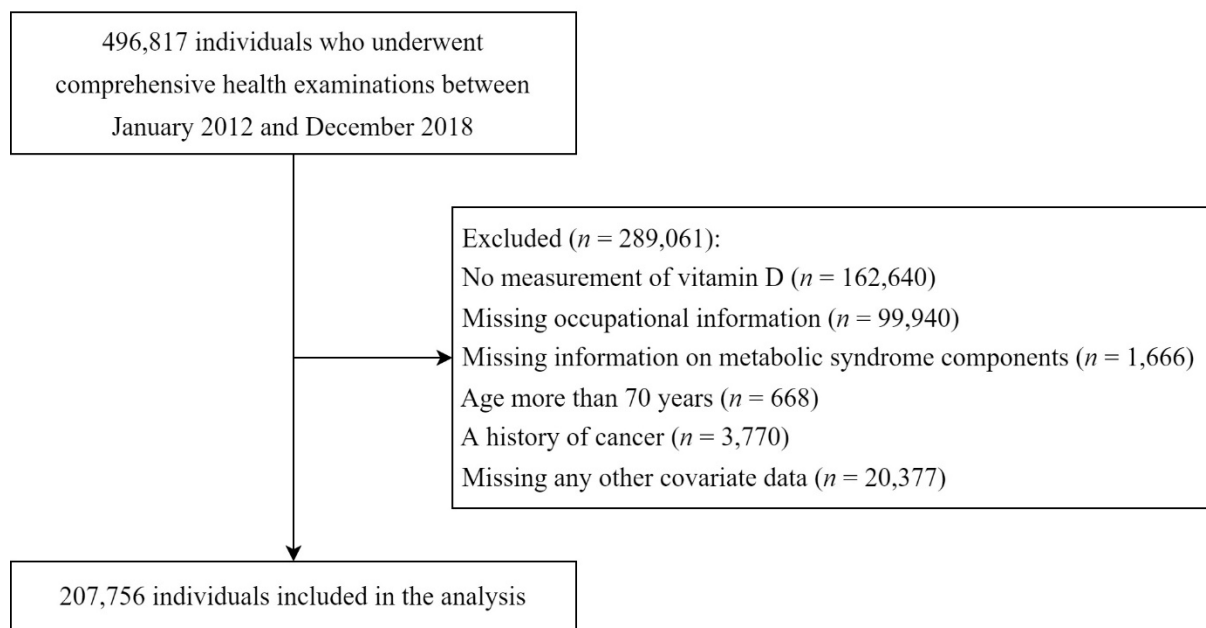 496,817 individuals who underwent
comprehensive health examinations between
January 2012 and December 2018
Excluded (n = 289,061):
No measurement of vitamin D (n = 162,640)
Missing occupational information (n = 99,940)
Missing information on metabolic syndrome components (n = 1,666)
Age more than 70 years (n = 668)
A history of cancer (n = 3,770)
Missing any other covariate data (n = 20,377)
207,756 individuals included in the analysis